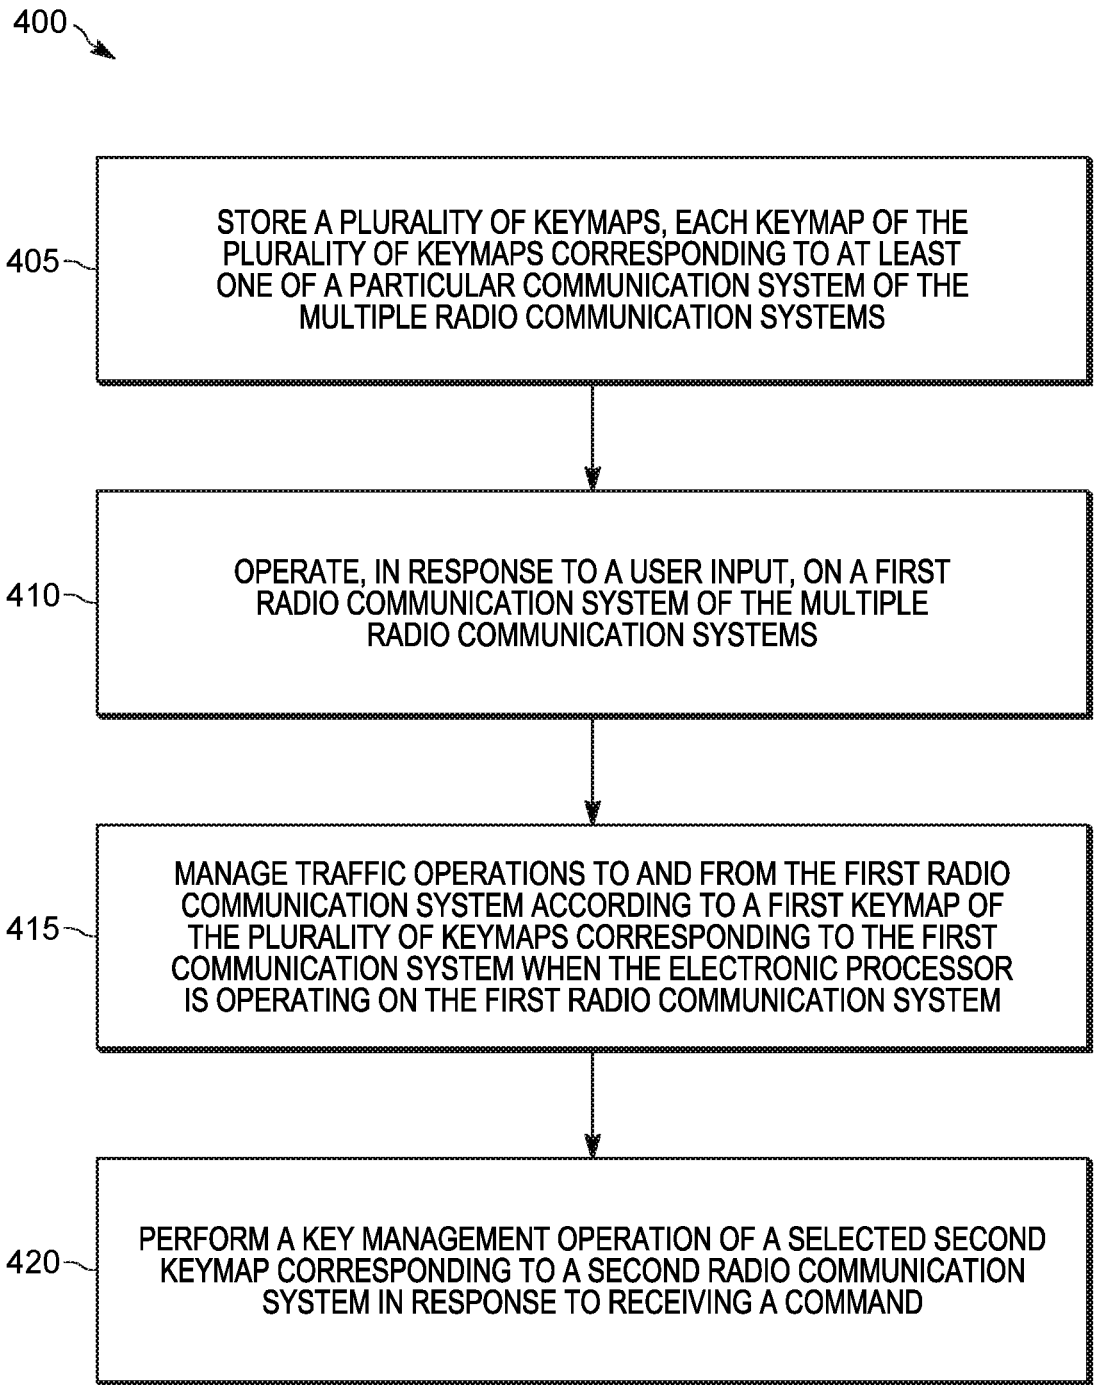 400
405
STORE A PLURALITY OF KEYMAPS, EACH KEYMAP OF THE
PLURALITY OF KEYMAPS CORRESPONDING TO AT LEAST
ONE OF A PARTICULAR COMMUNICATION SYSTEM OF THE
MULTIPLE RADIO COMMUNICATION SYSTEMS
410
OPERATE, IN RESPONSE TO A USER INPUT, ON A FIRST
RADIO COMMUNICATION SYSTEM OF THE MULTIPLE
RADIO COMMUNICATION SYSTEMS
415
MANAGE TRAFFIC OPERATIONS TO AND FROM THE FIRST RADIO
COMMUNICATION SYSTEM ACCORDING TO A FIRST KEYMAP OF
THE PLURALITY OF KEYMAPS CORRESPONDING TO THE FIRST
COMMUNICATION SYSTEM WHEN THE ELECTRONIC PROCESSOR
IS OPERATING ON THE FIRST RADIO COMMUNICATION SYSTEM
420
PERFORM A KEY MANAGEMENT OPERATION OF A SELECTED SECOND
KEYMAP CORRESPONDING TO A SECOND RADIO COMMUNICATION
SYSTEM IN RESPONSE TO RECEIVING A COMMAND